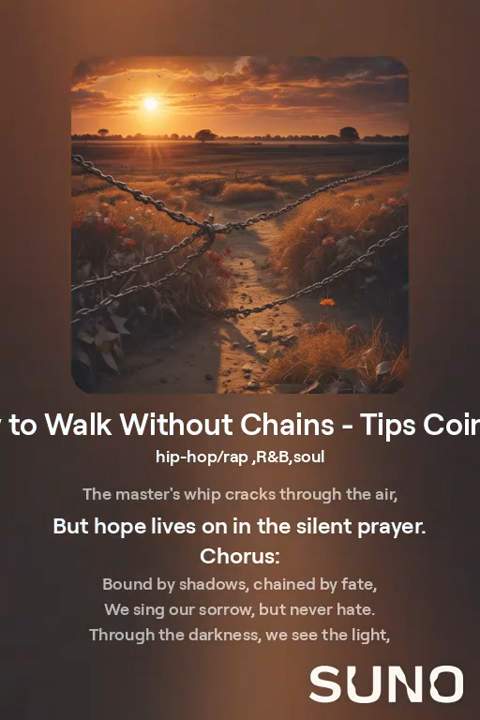 to Walk Without Chains - Tips Coin
hip-hop/rap ,R&B,soul
The master's whip cracks through the air,
But hope lives on in the silent prayer.
Chorus:
Bound by shadows, chained by fate,
We sing our sorrow, but never hate.
Through the darkness, we see the light,
SUNO